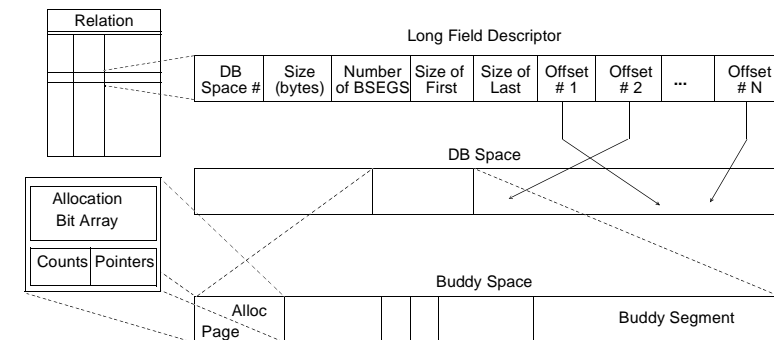 Relation
Long Field Descriptor
DB Space # Size (bytes) Number of BSEGS Size of First Size of Last Offset # 1 Offset # 2 ... Offset # N
DB Space
Allocation
Bit Array
Counts Pointers
Buddy Space
Alloc
Page
Buddy Segment